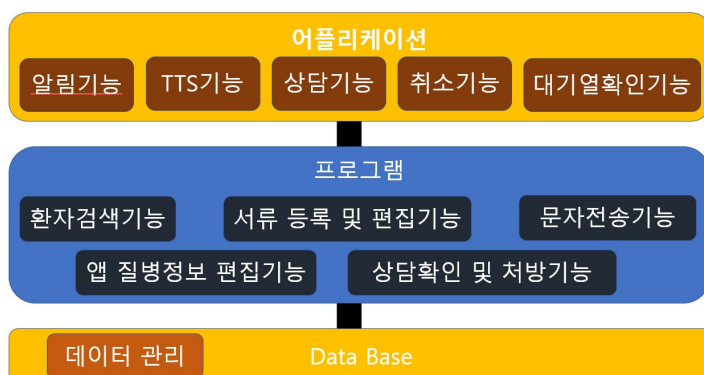 어플리케이션
알림기능 TTS기능 상담기능 취소기능 대기열확인기능
프로그램
환자검색기능 서류 등록 및 편집기능 문자전송기능
앱 질병정보 편집기능 상담확인 및 처방기능
데이터 관리 Data Base